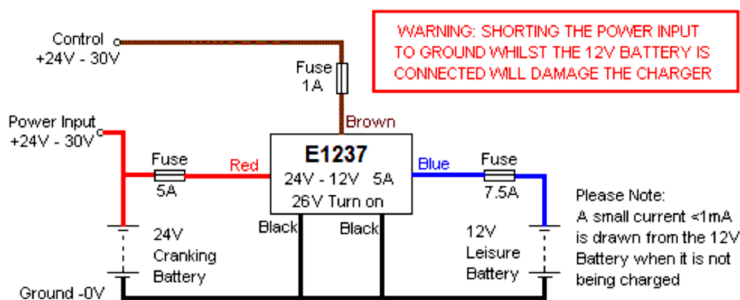 Control
+24V - 30V
WARNING: SHORTING THE POWER INPUT
TO GROUND WHILST THE 12V BATTERY IS
CONNECTED WILL DAMAGE THE CHARGER
Fuse
1A
Brown
Power Input
+24V - 30V
Fuse
5A
Red
E1237
24V - 12V 5A
26V Turn on
Blue
Fuse
7.5A
Black
Black
24V
Cranking
Battery
12V
Leisure
Battery
Please Note:
A small current <1mA
is drawn from the 12V
Battery when it is not
being charged
Ground -0V